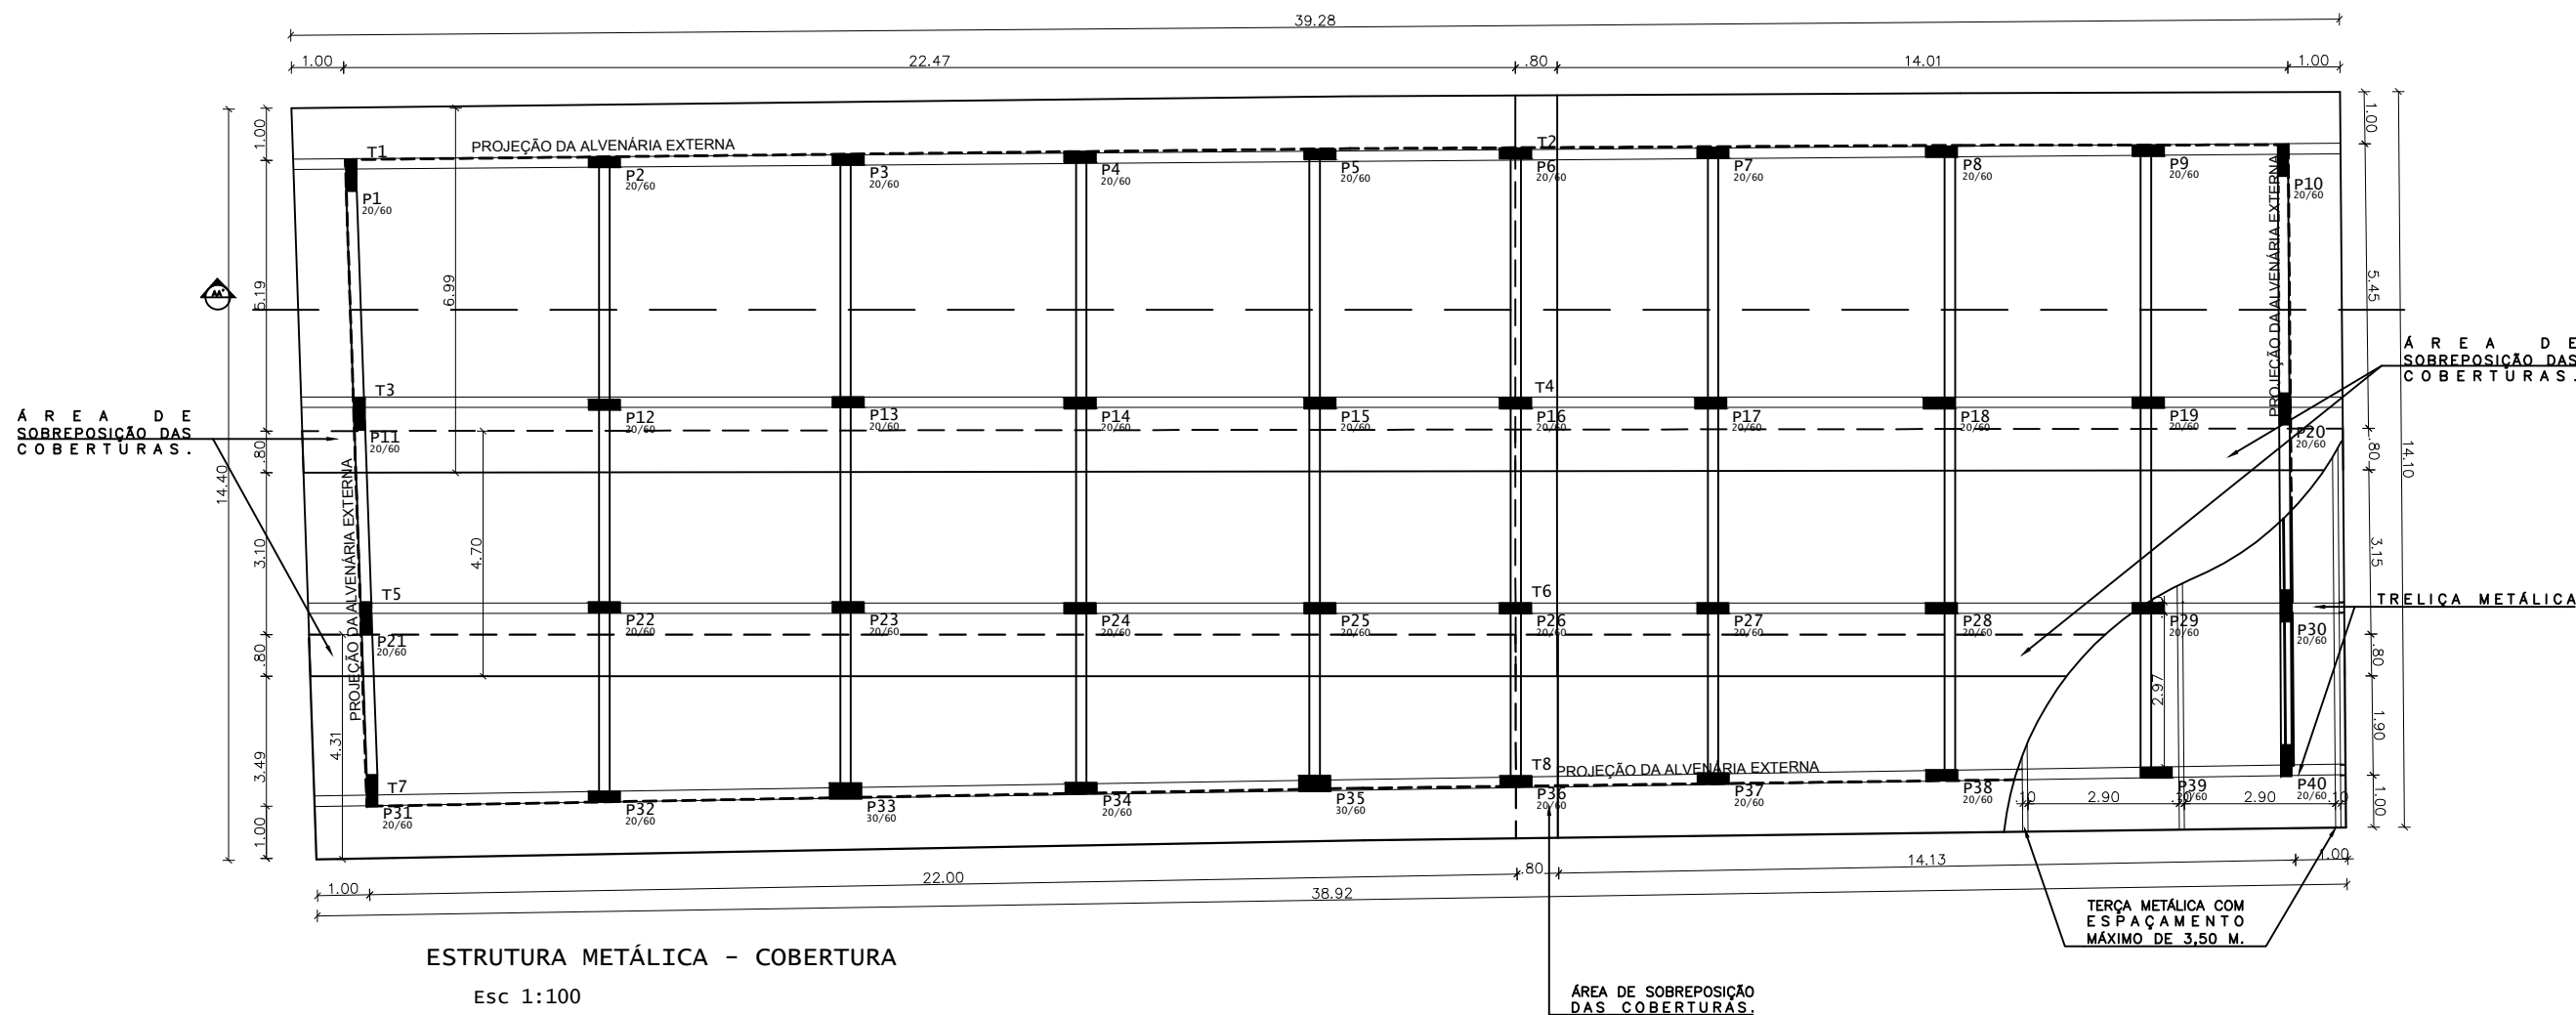 39.28
1.00
22.47
.80
14.01
1.00
PROJEÇÃO DA ALVENÁRIA EXTERNA
T1
T2
1.00
1.00
P1
20/60
P2
20/60
P3
20/60
P4
20/60
P5
20/60
P6
20/60
P7
20/60
P8
20/60
P9
20/60
P10
20/60
PROJEÇÃO DA ALVENÁRIA EXTERNA
AA'
5.19
6.99
5.45
ÁREA DE
SOBREPOSIÇÃO DAS
COBERTURAS.
T3
T4
ÁREA DE
SOBREPOSIÇÃO DAS
COBERTURAS.
P11
20/60
P12
20/60
P13
20/60
P14
20/60
P15
20/60
P16
20/60
P17
20/60
P18
20/60
P19
20/60
P20
20/60
.80
.80
14.40
14.10
PROJEÇÃO DA ALVENÁRIA EXTERNA
3.10
4.70
3.15
T5
T6
TRELIÇA METÁLICA
P21
20/60
P22
20/60
P23
20/60
P24
20/60
P25
20/60
P26
20/60
P27
20/60
P28
20/60
P29
20/60
P30
20/60
.80
.80
2.97
4.31
3.49
1.90
T7
T8
PROJEÇÃO DA ALVENÁRIA EXTERNA
P31
20/60
P32
20/60
P33
30/60
P34
20/60
P35
30/60
P36
20/60
P37
20/60
P38
20/60
P39
20/60
P40
20/60
.10
2.90
2.90
.10
1.00
1.00
1.00
22.00
.80
14.13
1.00
38.92
TERÇA METÁLICA COM
ESPAÇAMENTO
MÁXIMO DE 3,50 M.
ESTRUTURA METÁLICA - COBERTURA
Esc 1:100
ÁREA DE SOBREPOSIÇÃO
DAS COBERTURAS.